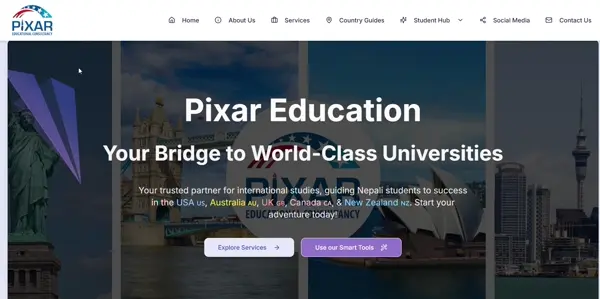 PIXAR
EDUCATIONAL CONSULTANCY
Home
About Us
Services
Country Guides
Student Hub
Social Media
Contact Us
Pixar Education
Your Bridge to World-Class Universities
Your trusted partner for international studies, guiding Nepali students to success
in the USA US, Australia AU, UK GB, Canada CA, & New Zealand NZ. Start your
adventure today!
PIXAR
EDUCATIONAL CONSULTANCY
Explore Services
Use our Smart Tools